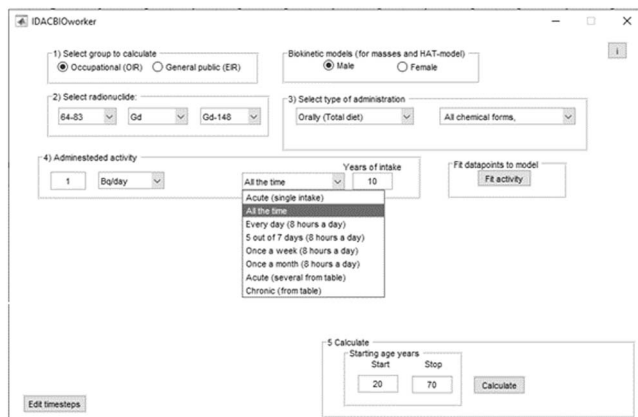 IDACBIOworker
i
1) Select group to calculate
Occupational (OIR) General public (EIR)
Biokinetic models (for masses and HAT-model)
Male Female
2) Select radionuclide:
64-83 Gd Gd-148
3) Select type of administration
Orally (Total diet) All chemical forms,
4) Adminesteded activity
1 Bq/day All the time
Years of intake
10
Fit datapoints to model
Fit activity
Acute (single intake)
All the time
Every day (8 hours a day)
5 out of 7 days (8 hours a day)
Once a week (8 hours a day)
Once a month (8 hours a day)
Acute (several from table)
Chronic (from table)
5 Calculate
Starting age years
Start Stop
20 70
Calculate
Edit timesteps